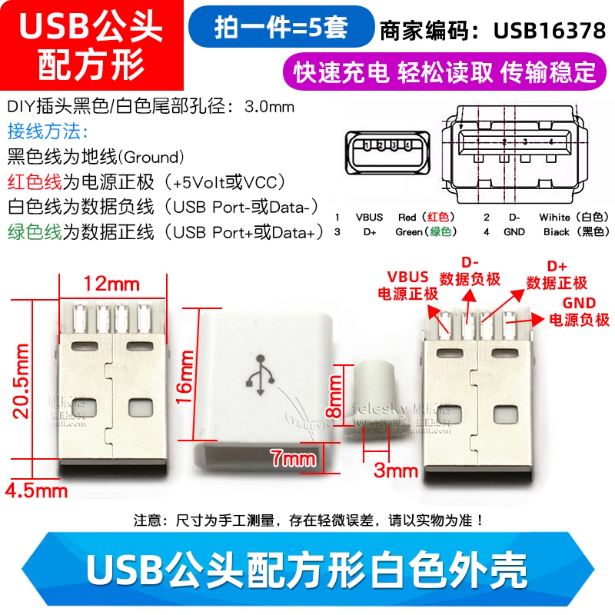 USB公头
配方形
拍一件=5套
商家编码：USB16378
快速充电 轻松读取 传输稳定
DIY插头黑色/白色尾部孔径：3.0mm
接线方法：
黑色线为地线(Ground)
红色线为电源正极（+5Volt或VCC）
白色线为数据负线（USB Port-或Data-）
绿色线为数据正线（USB Port+或Data+）
1 2 3 4
1 VBUS Red(红色) 2 D- Wihite(白色)
3 D+ Green(绿色) 4 GND Biack(黑色)
12mm
20.5mm
4.5mm
16mm
7mm
8mm
3mm
VBUS
电源正极
D-
数据负极
D+
数据正极
GND
电源负极
telesky
注意：尺寸为手工测量，存在轻微误差，请以实物为准！
USB公头配方形白色外壳